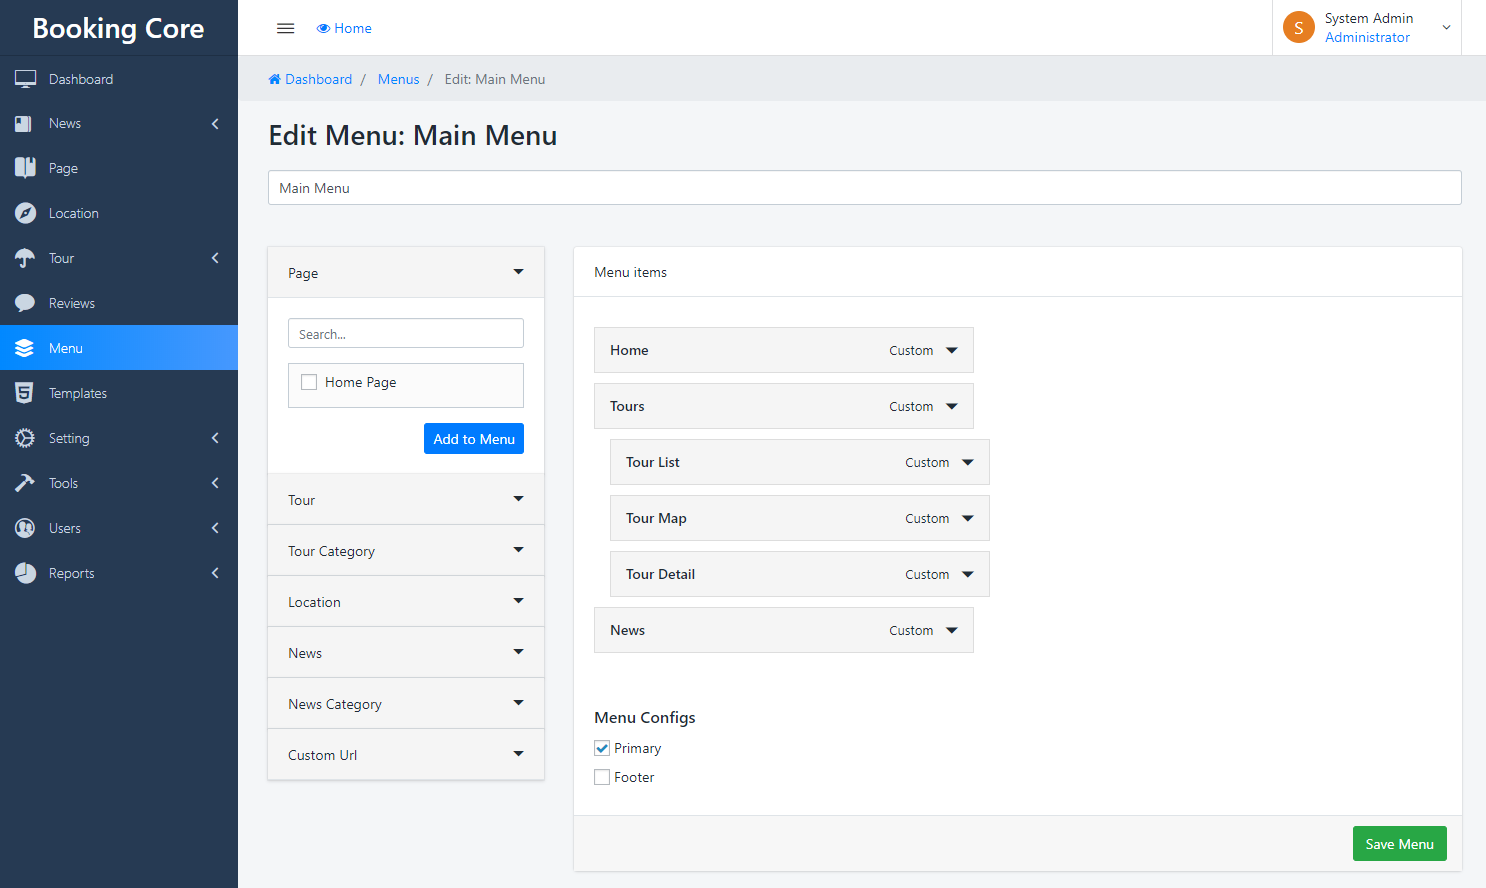 Booking Core
Home
System Admin
Administrator
Dashboard
News
Page
Location
Tour
Reviews
Menu
Templates
Setting
Tools
Users
Reports
Dashboard / Menus / Edit: Main Menu
Edit Menu: Main Menu
Main Menu
Page
Search...
Home Page
Add to Menu
Tour
Tour Category
Location
News
News Category
Custom Url
Menu items
Home Custom
Tours Custom
Tour List Custom
Tour Map Custom
Tour Detail Custom
News Custom
Menu Configs
Primary
Footer
Save Menu